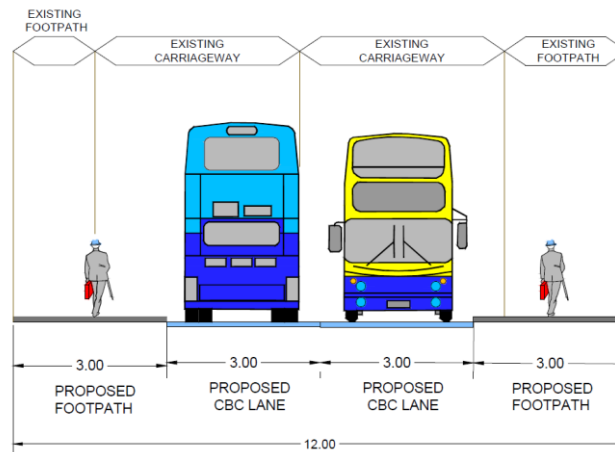 EXISTING
FOOTPATH
EXISTING
CARRIAGEWAY
EXISTING
CARRIAGEWAY
EXISTING
FOOTPATH
3.00
3.00
3.00
3.00
PROPOSED
FOOTPATH
PROPOSED
CBC LANE
PROPOSED
CBC LANE
PROPOSED
FOOTPATH
12.00